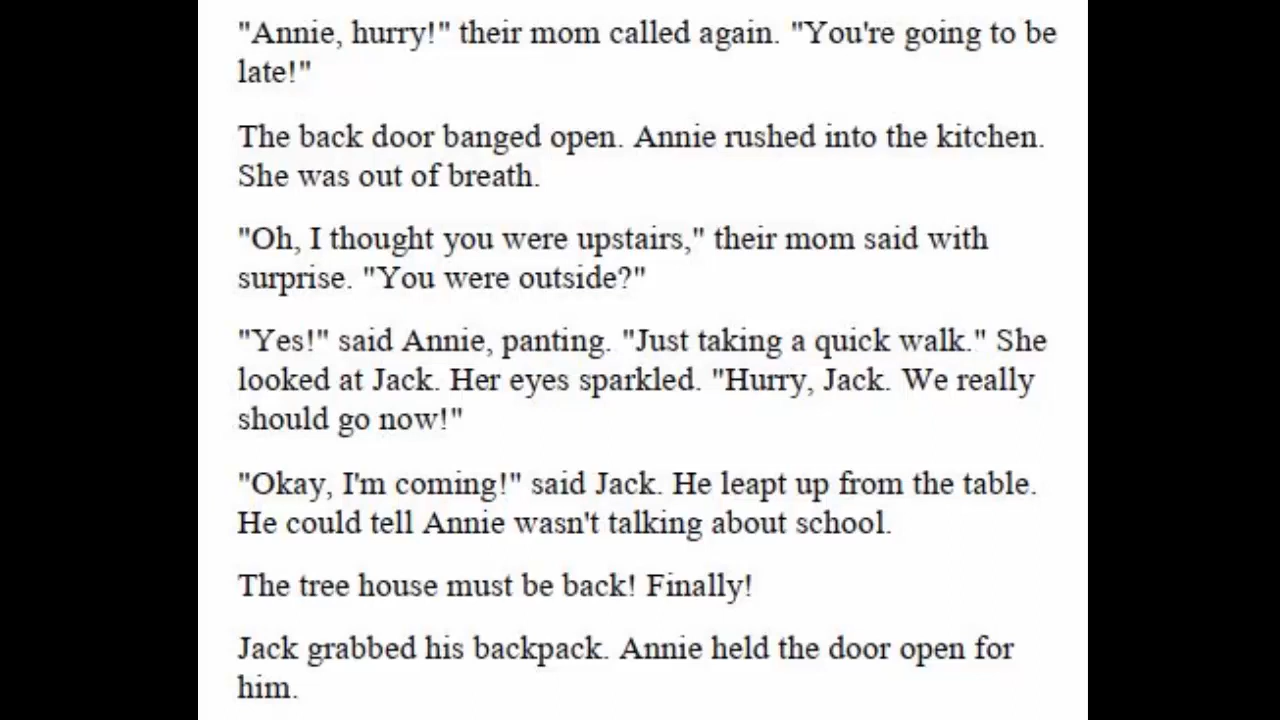 "Annie, hurry!" their mom called again. "You're going to be
late!"
The back door banged open. Annie rushed into the kitchen.
She was out of breath.
"Oh, I thought you were upstairs," their mom said with
surprise. "You were outside?"
"Yes!" said Annie, panting. "Just taking a quick walk." She
looked at Jack. Her eyes sparkled. "Hurry, Jack. We really
should go now!"
"Okay, I'm coming!" said Jack. He leapt up from the table.
He could tell Annie wasn't talking about school.
The tree house must be back! Finally!
Jack grabbed his backpack. Annie held the door open for
him.